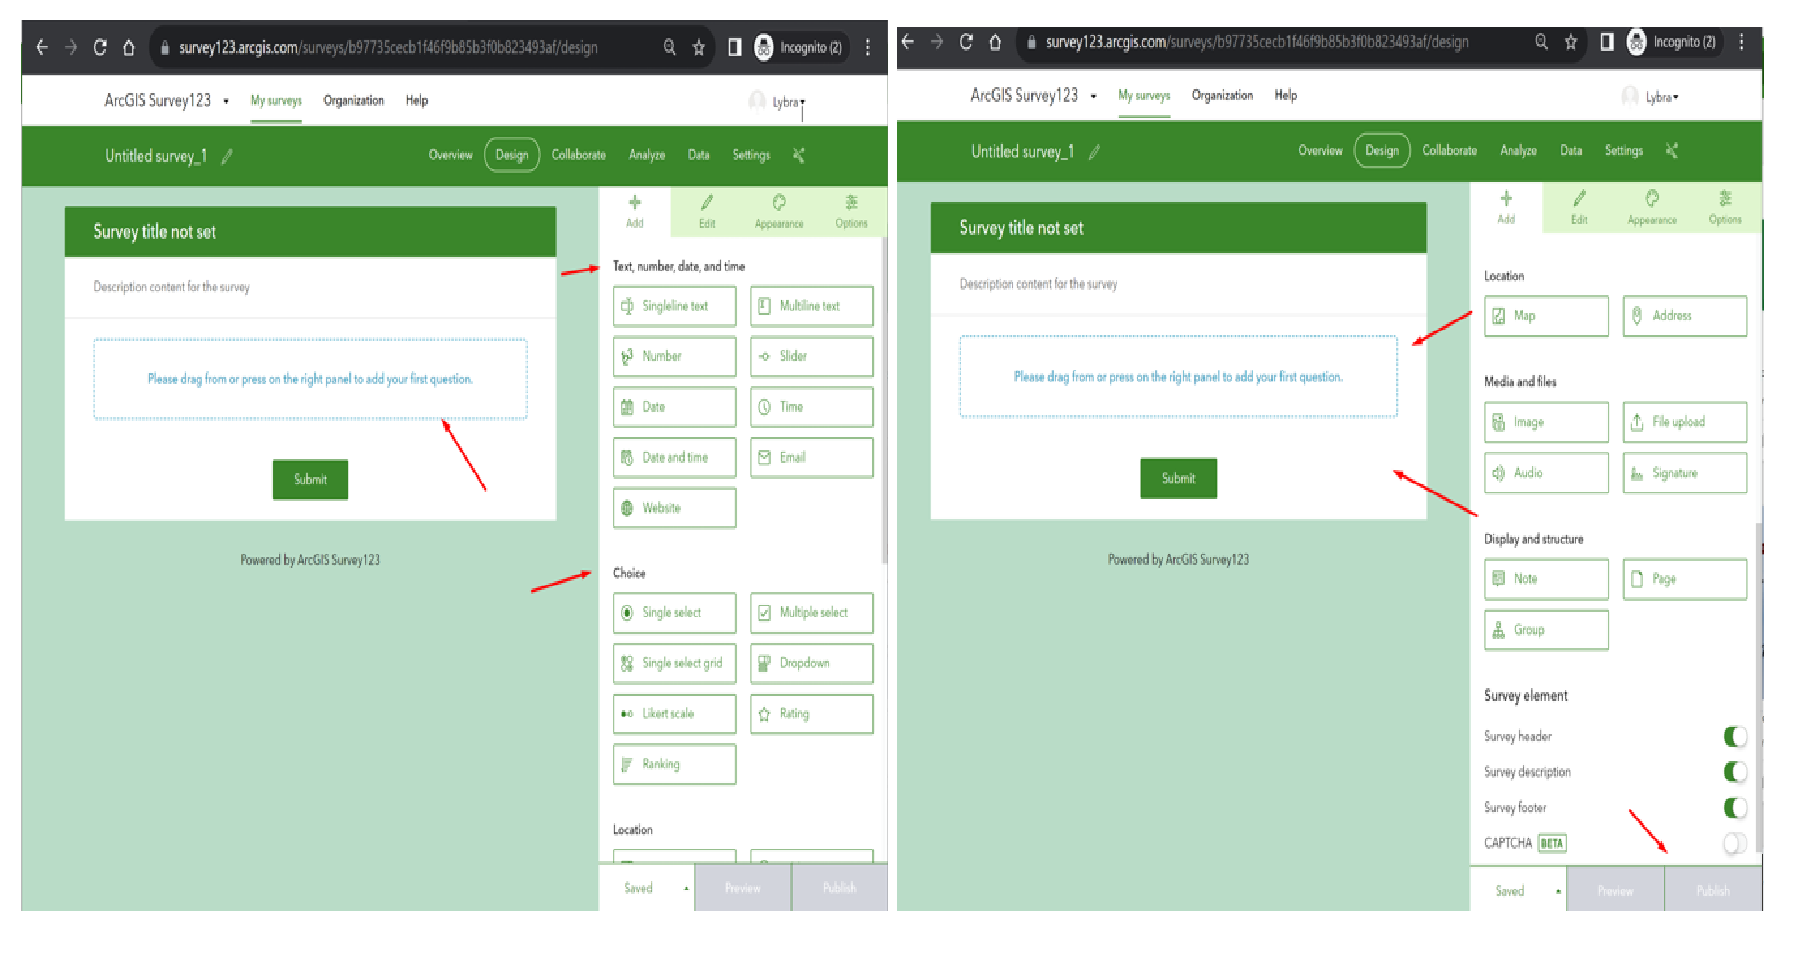 survey123.arcgis.com/surveys/b97735cecb1f46f9b85b3f0b823493af/design
Incognito (2)
ArcGIS Survey123
My surveys
Organization
Help
Lybra
Untitled survey_1
Overview
Design
Collaborate
Analyze
Data
Settings
Survey title not set
Description content for the survey
Please drag from or press on the right panel to add your first question.
Submit
Powered by ArcGIS Survey123
Add
Edit
Appearance
Options
Text, number, date, and time
Singleline text
Multiline text
Number
Slider
Date
Time
Date and time
Email
Website
Choice
Single select
Multiple select
Single select grid
Dropdown
Likert scale
Rating
Ranking
Location
Saved
Preview
Publish
survey123.arcgis.com/surveys/b97735cecb1f46f9b85b3f0b823493af/design
Incognito (2)
ArcGIS Survey123
My surveys
Organization
Help
Lybra
Untitled survey_1
Overview
Design
Collaborate
Analyze
Data
Settings
Survey title not set
Description content for the survey
Please drag from or press on the right panel to add your first question.
Submit
Powered by ArcGIS Survey123
Add
Edit
Appearance
Options
Location
Map
Address
Media and files
Image
File upload
Audio
Signature
Display and structure
Note
Page
Group
Survey element
Survey header
Survey description
Survey footer
CAPTCHA BETA
Saved
Preview
Publish